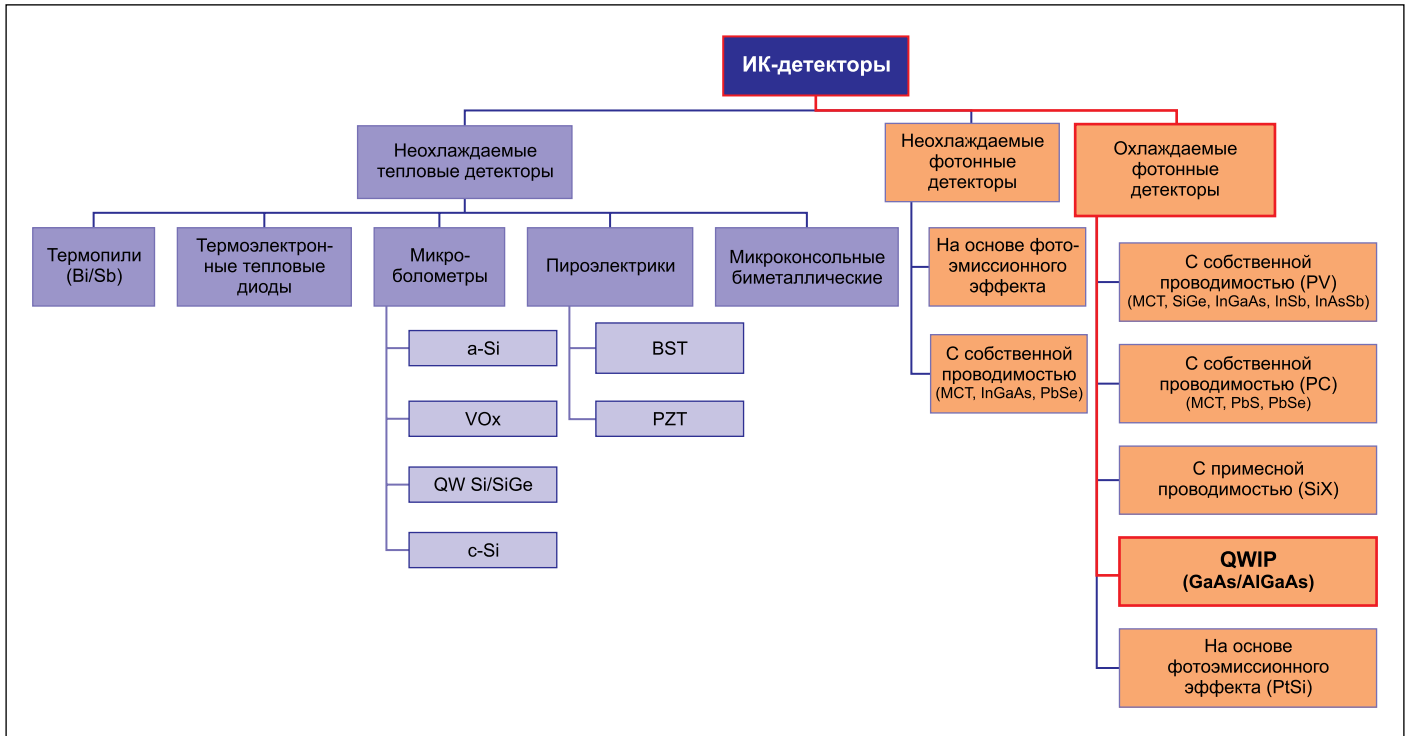 ИК-детекторы
Неохлаждаемые
тепловые детекторы
Неохлаждаемые
фотонные
детекторы
Охлаждаемые
фотонные
детекторы
Термопили
(Bi/Sb)
Термоэлектрон-
ные тепловые
диоды
Микро-
болометры
Пироэлектрики
Микроконсольные
биметаллические
a-Si
VOx
QW Si/SiGe
c-Si
BST
PZT
На основе фото-
эмиссионного
эффекта
С собственной
проводимостью
(MCT, InGaAs, PbSe)
С собственной
проводимостью (PV)
(MCT, SiGe, InGaAs, InSb, InAsSb)
С собственной
проводимостью (PC)
(MCT, PbS, PbSe)
С примесной
проводимостью (SiX)
QWIP
(GaAs/AlGaAs)
На основе
фотоэмиссионного
эффекта (PtSi)